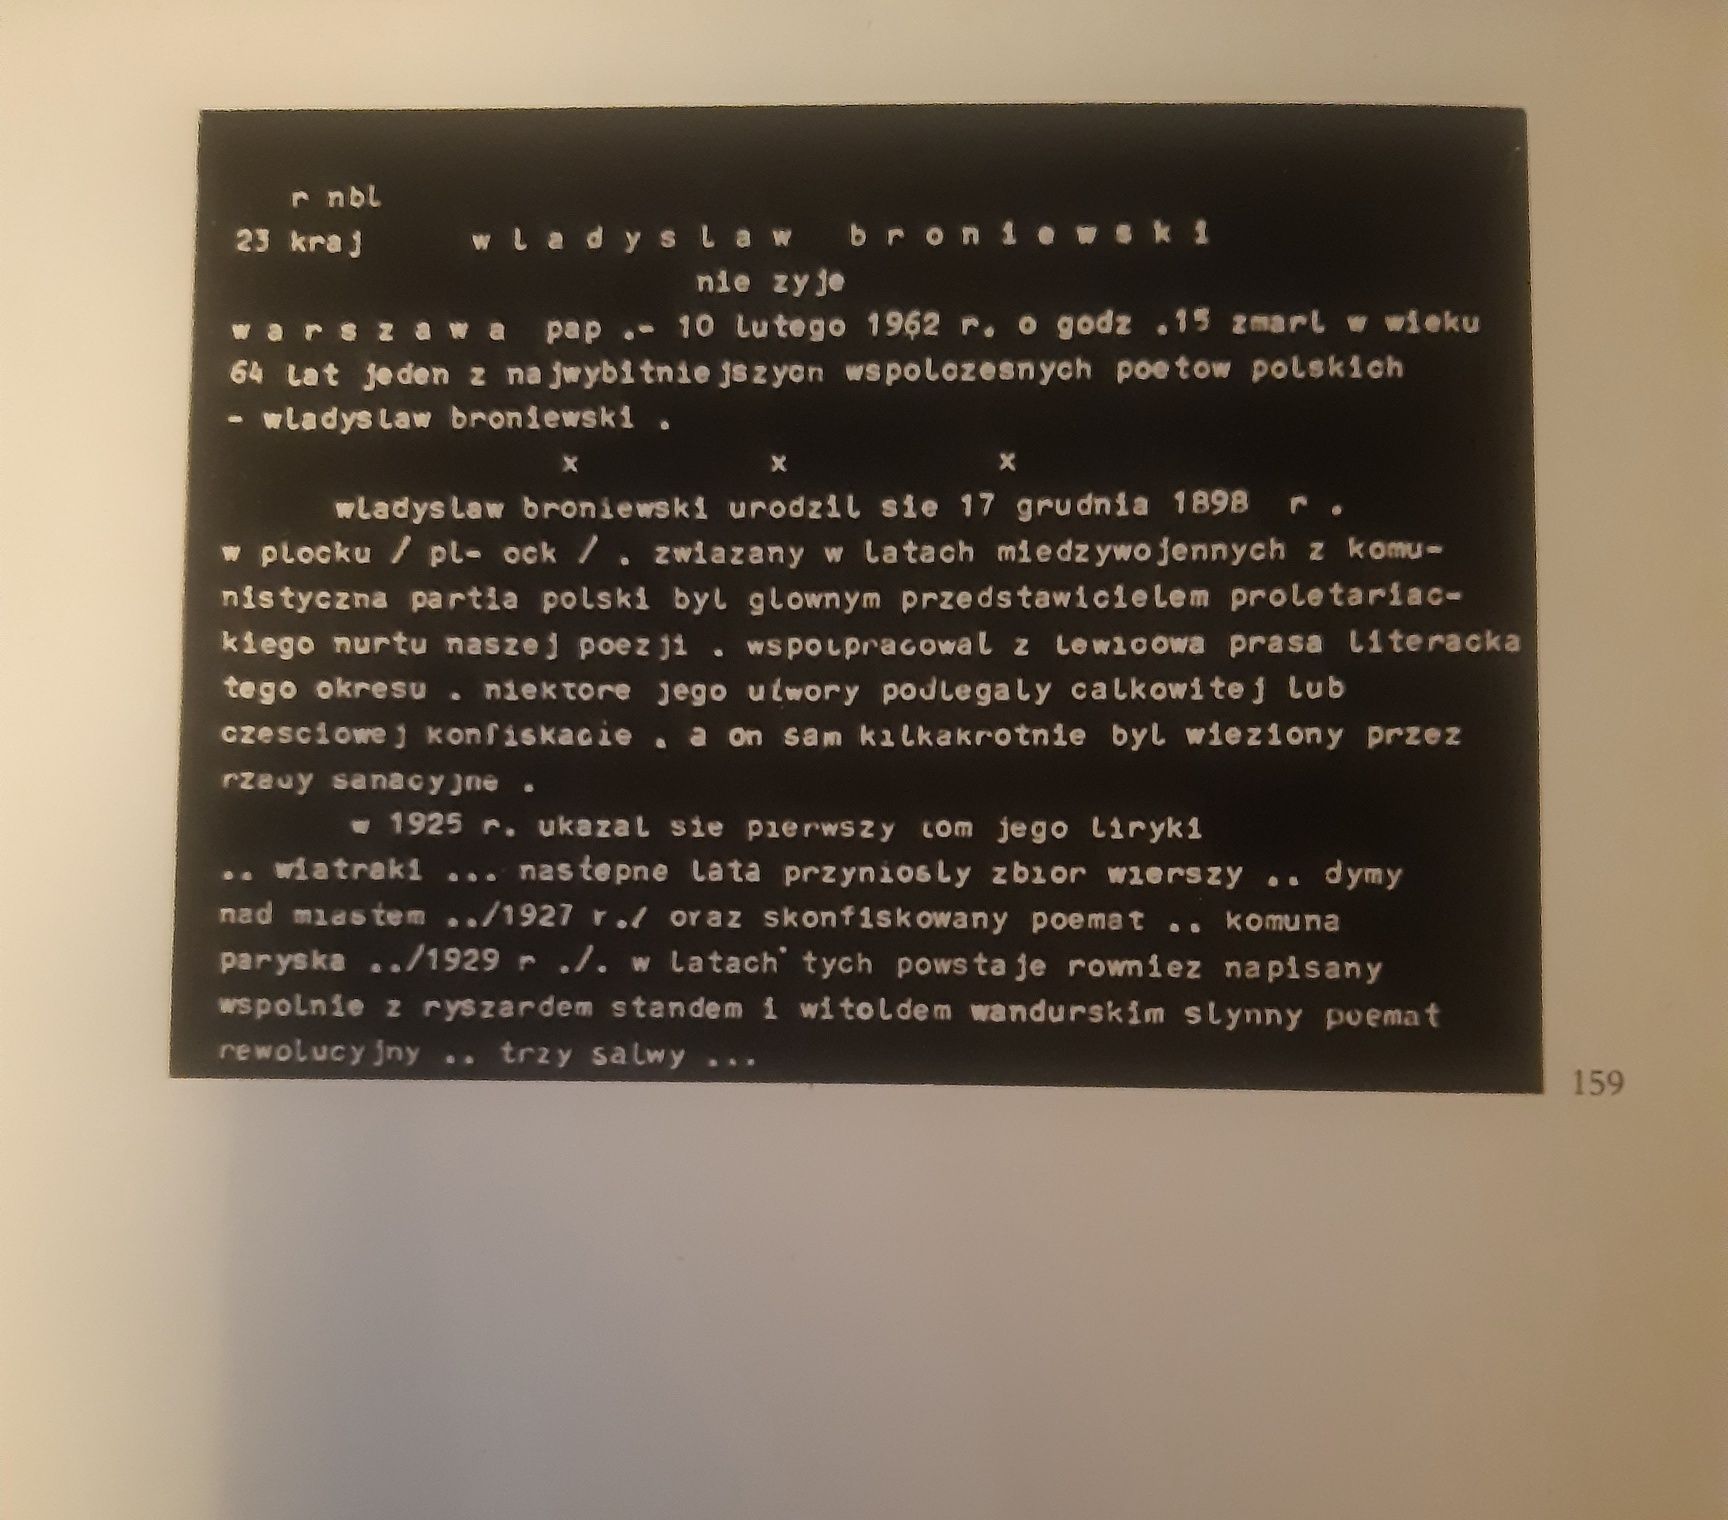 r nbl
23 kraj w l a d y s l a w b r o n i e w s k i
nie zyje
w a r s z a w a pap .- 10 lutego 1962 r. o godz .15 zmarl w wieku
64 lat jeden z najwybitniejszych wspolczesnych poetow polskich
- wladyslaw broniewski .
x x x
wladyslaw broniewski urodzil sie 17 grudnia 1898 r .
w plocku / pl- ock / . zwiazany w latach miedzywojennych z komu-
nistyczna partia polski byl glownym przedstawicielem proletariac-
kiego nurtu naszej poezji . wspolpracowal z lewicowa prasa literacka
tego okresu . niektore jego utwory podlegaly calkowitej lub
czesciowej konfiskacie . a on sam kilkakrotnie byl wieziony przez
rzady sanacyjne .
w 1925 r. ukazal sie pierwszy tom jego liryki
.. wiatraki ... nastepne lata przyniosly zbior wierszy .. dymy
nad miastem ../1927 r./ oraz skonfiskowany poemat .. komuna
paryska ../1929 r ./. w latach tych powstaje rowniez napisany
wspolnie z ryszardem standem i witoldem wandurskim slynny poemat
rewolucyjny .. trzy salwy ...
159